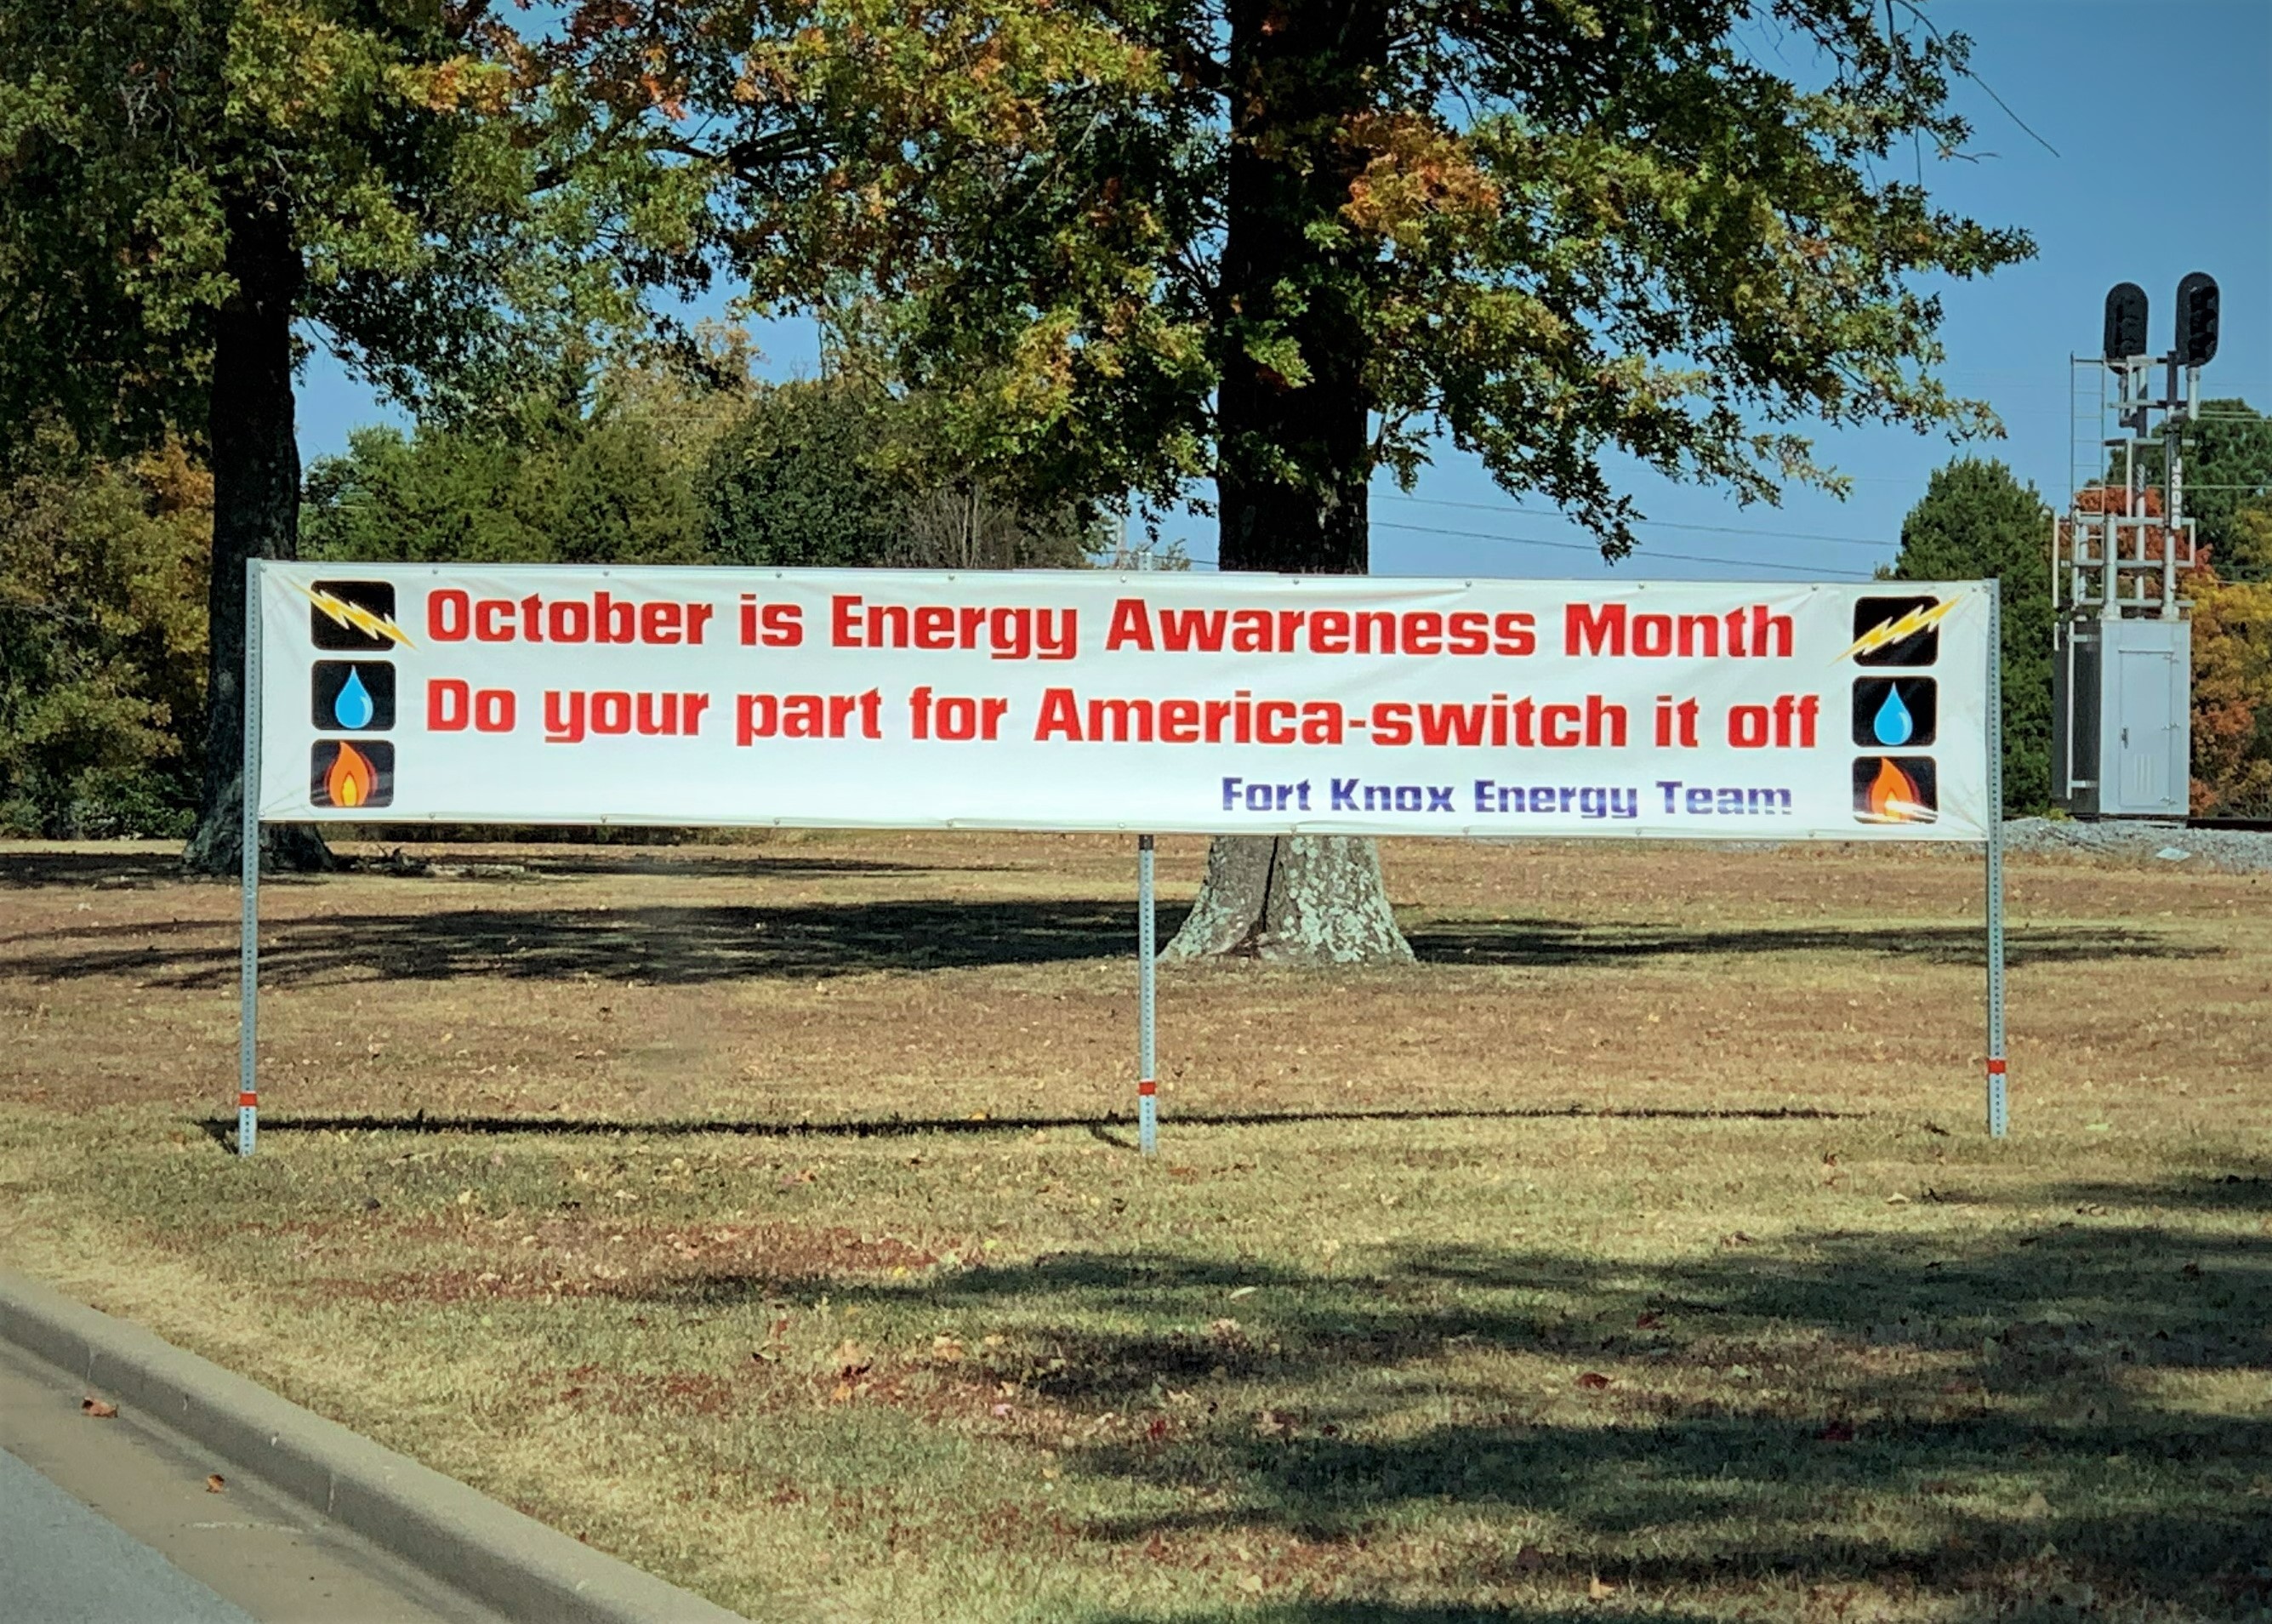 October is Energy Awareness Month
Do your part for America-switch it off
Fort Knox Energy Team